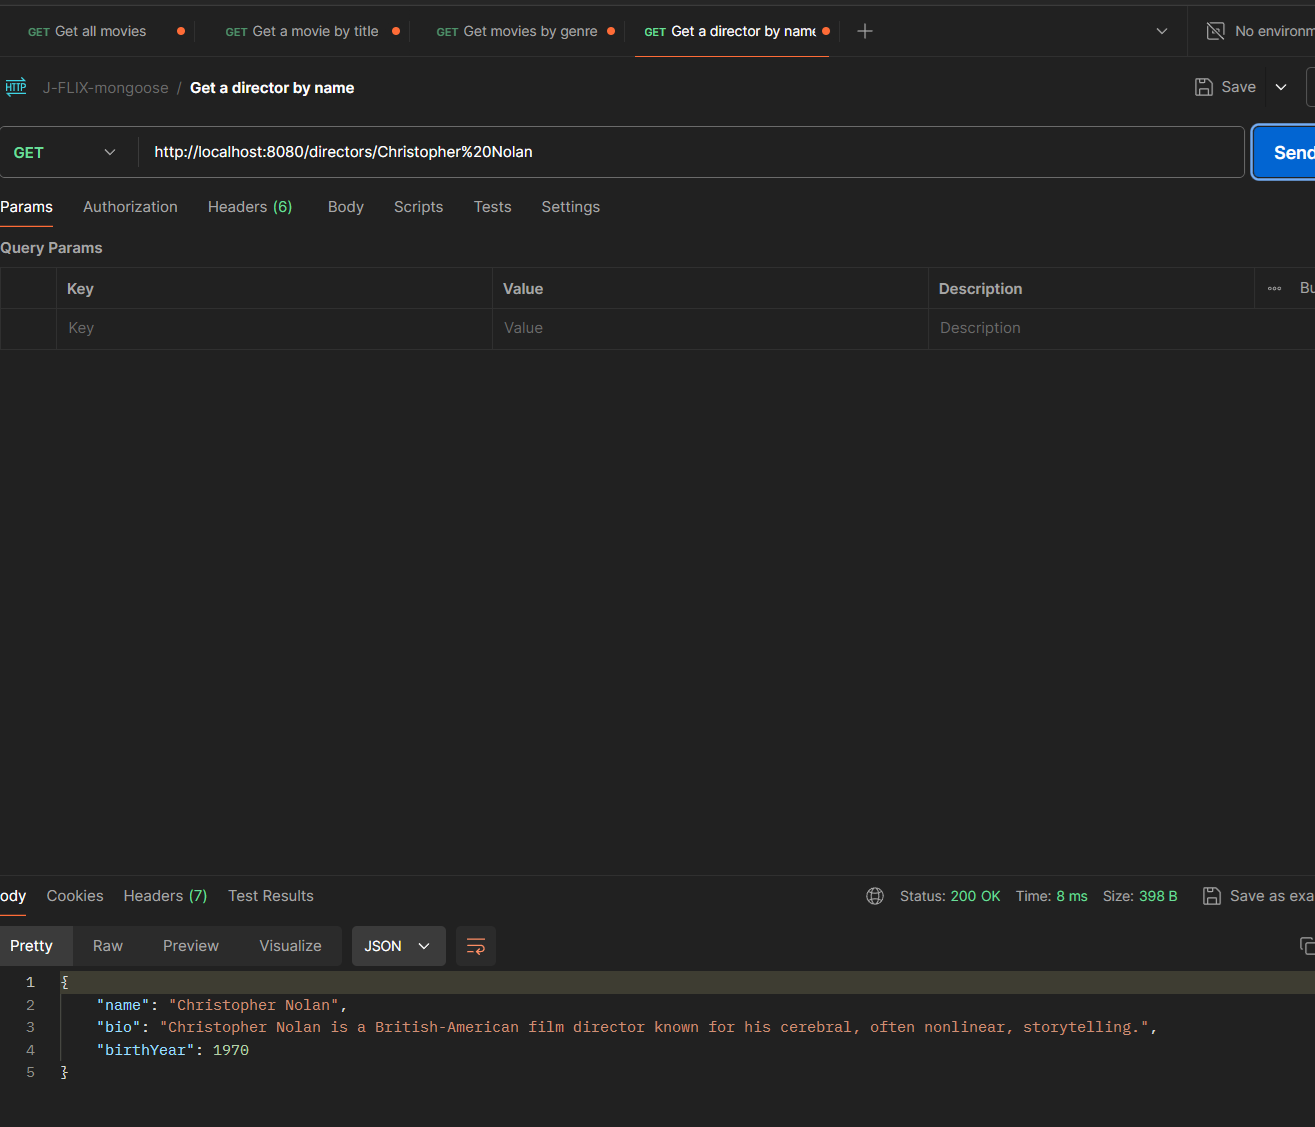 GET Get all movies GET Get a movie by title GET Get movies by genre GET Get a director by name No environm
HTTP J-FLIX-mongoose / Get a director by name Save
GET http://localhost:8080/directors/Christopher%20Nolan Send
Params Authorization Headers (6) Body Scripts Tests Settings
Query Params
Key Value Description Bu
Key Value Description
ody Cookies Headers (7) Test Results Status: 200 OK Time: 8 ms Size: 398 B Save as exa
Pretty Raw Preview Visualize JSON
1 {
2 "name": "Christopher Nolan",
3 "bio": "Christopher Nolan is a British-American film director known for his cerebral, often nonlinear, storytelling.",
4 "birthYear": 1970
5 }